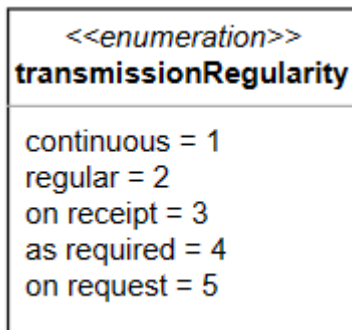 <<enumeration>>
transmissionRegularity
continuous = 1
regular = 2
on receipt = 3
as required = 4
on request = 5